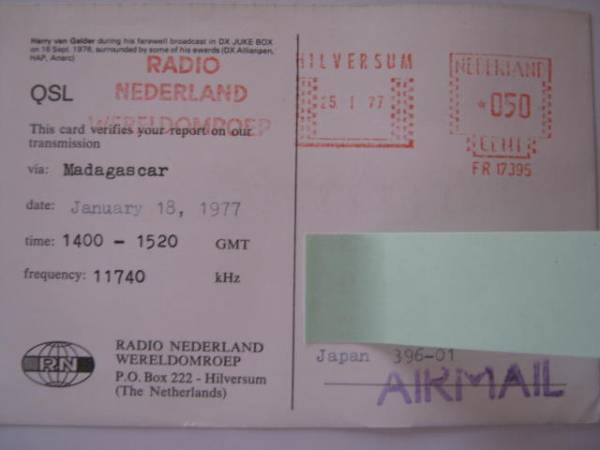 Harry van Gelder during his farewell broadcast in DX JUKE BOX
on 16 Sept. 1976, surrounded by some of his awards (DX Alliansen,
HAP, Anarc)
RADIO
NEDERLAND
WERELDOMROEP
QSL
This card verifies your report on our
transmission
via: Madagascar
date: January 18, 1977
time: 1400 - 1520 GMT
frequency: 11740 kHz
RN
RADIO NEDERLAND
WERELDOMROEP
P.O. Box 222 - Hilversum
(The Netherlands)
HILVERSUM
25. 1 77
NEDERLAND
050
CENT
FR 17395
Japan 396-01
AIRMAIL